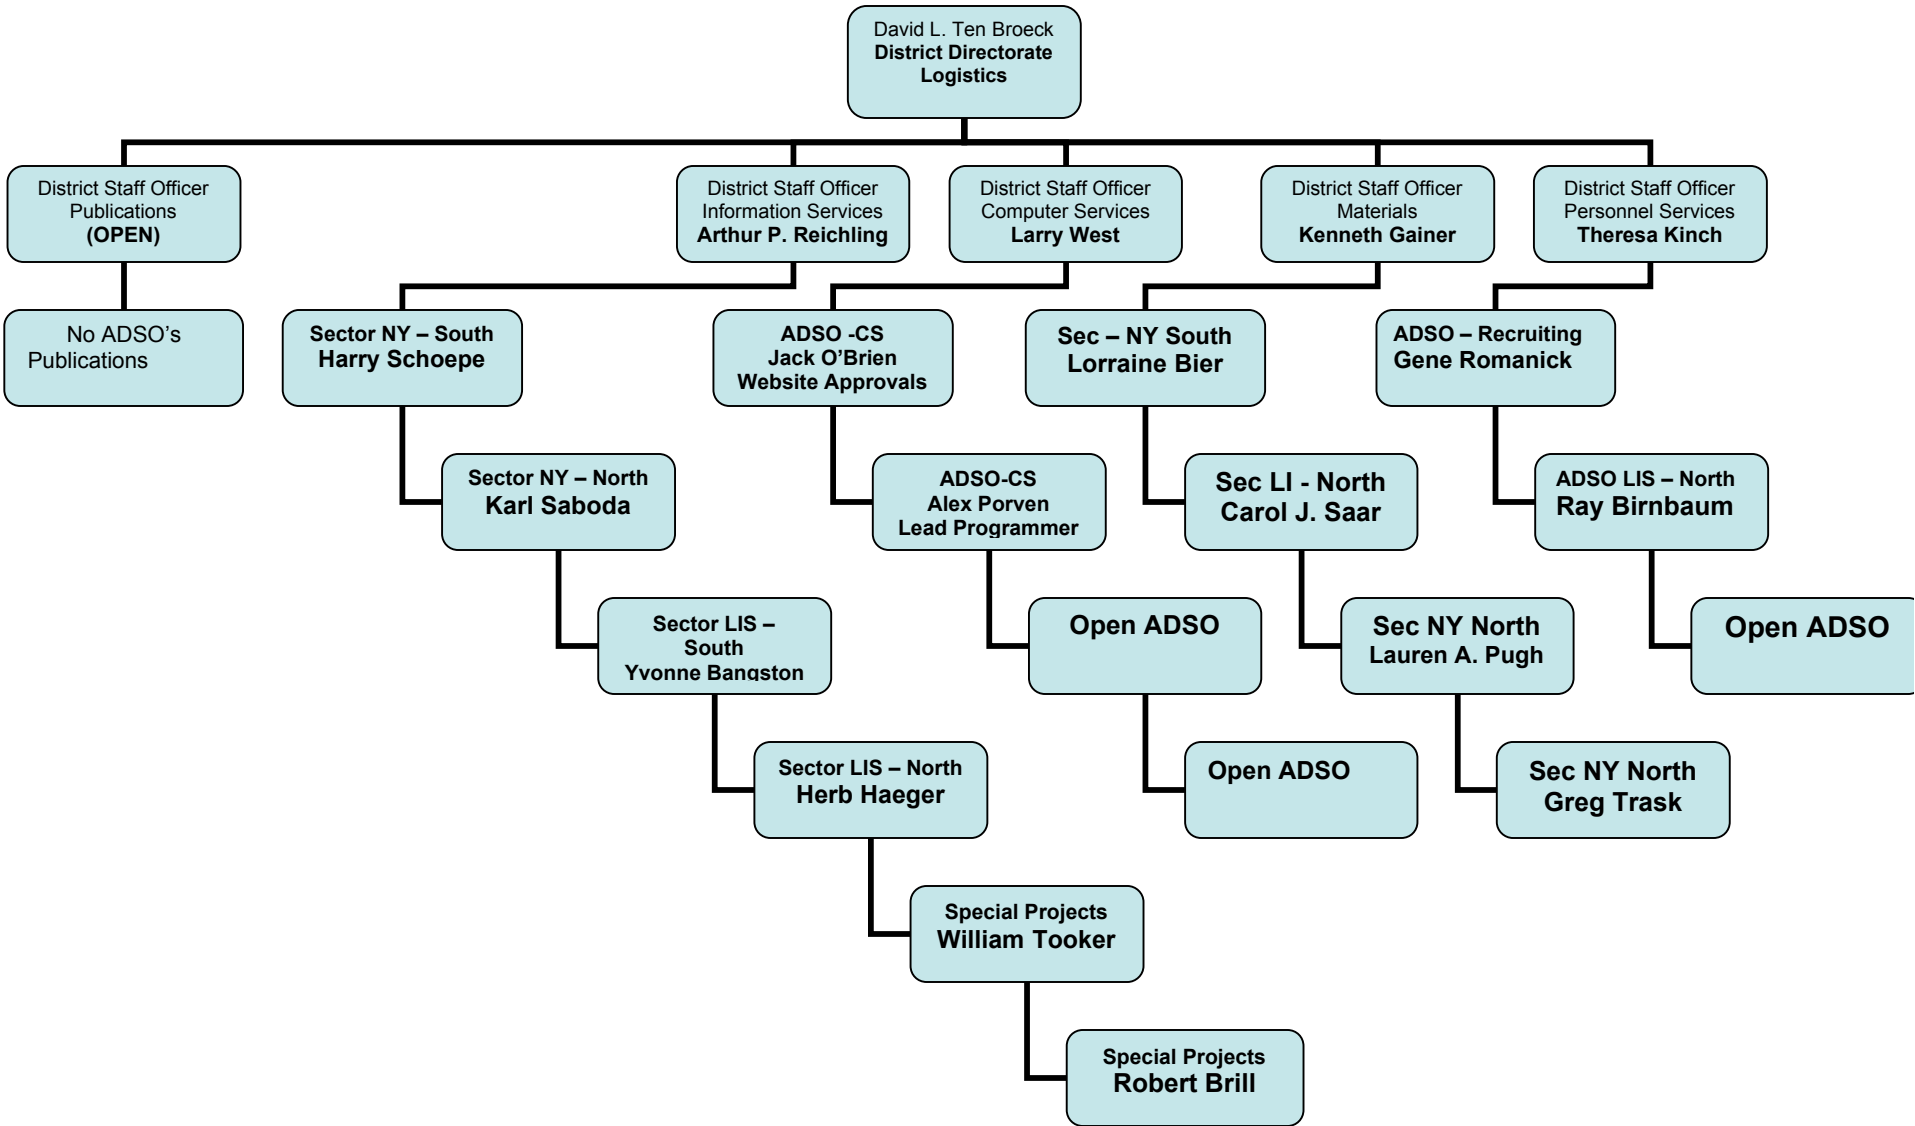 David L. Ten Broeck
District Directorate
Logistics
District Staff Officer
Publications
(OPEN)
District Staff Officer
Information Services
Arthur P. Reichling
District Staff Officer
Computer Services
Larry West
District Staff Officer
Materials
Kenneth Gainer
District Staff Officer
Personnel Services
Theresa Kinch
No ADSO’s
Publications
Sector NY – South
Harry Schoepe
ADSO -CS
Jack O’Brien
Website Approvals
Sec – NY South
Lorraine Bier
ADSO – Recruiting
Gene Romanick
Sector NY – North
Karl Saboda
ADSO-CS
Alex Porven
Lead Programmer
Sec LI - North
Carol J. Saar
ADSO LIS – North
Ray Birnbaum
Sector LIS –
South
Yvonne Bangston
Open ADSO
Sec NY North
Lauren A. Pugh
Open ADSO
Sector LIS – North
Herb Haeger
Open ADSO
Sec NY North
Greg Trask
Special Projects
William Tooker
Special Projects
Robert Brill